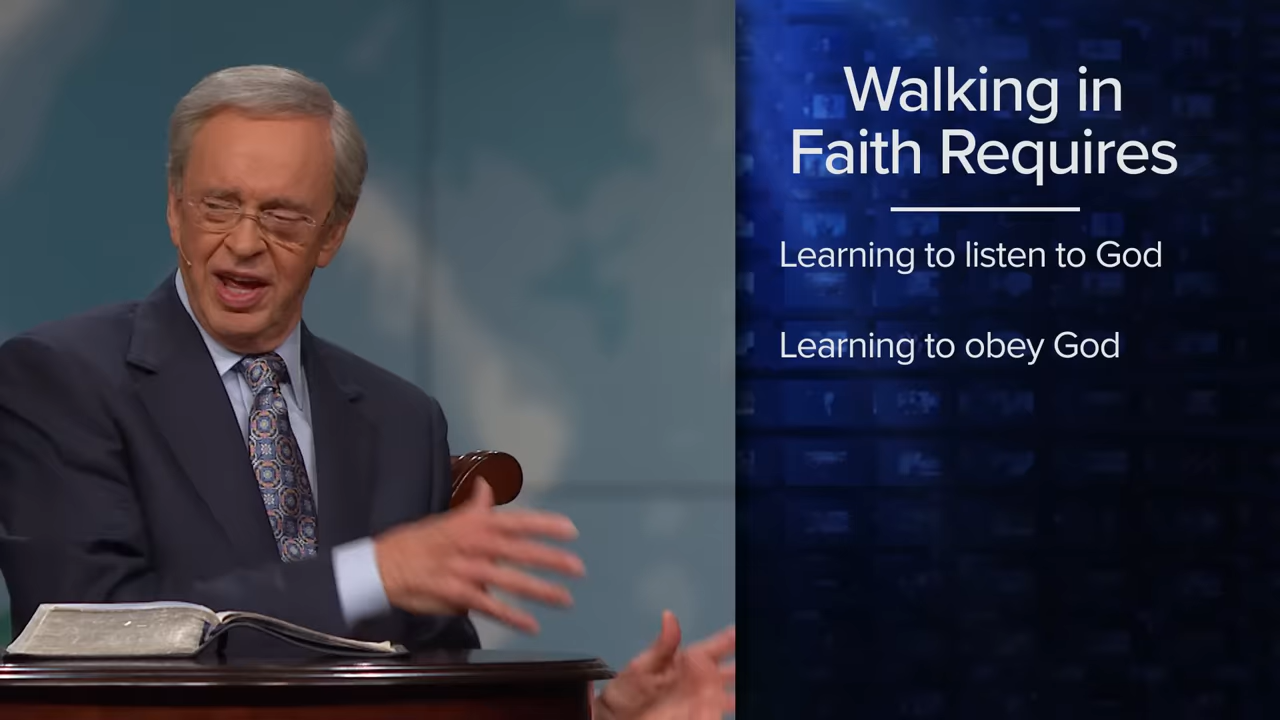 Walking in
Faith Requires
Learning to listen to God
Learning to obey God